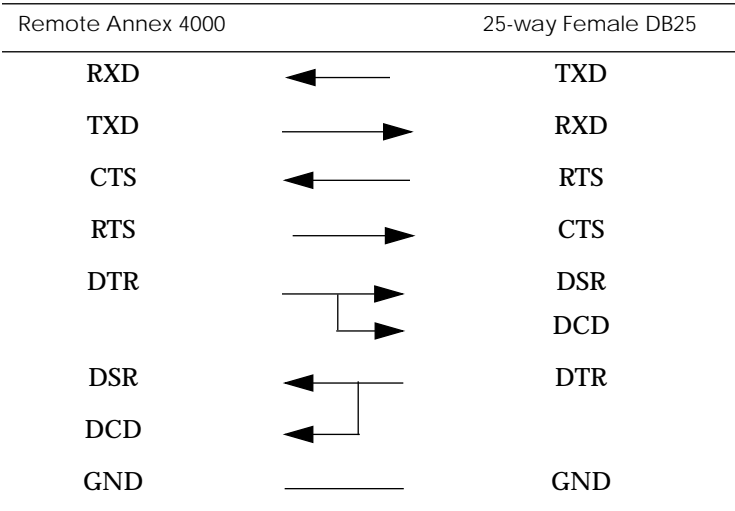 Remote Annex 4000 25-way Female DB25
RXD TXD
TXD RXD
CTS RTS
RTS CTS
DTR DSR
DCD
DSR DTR
DCD
GND GND